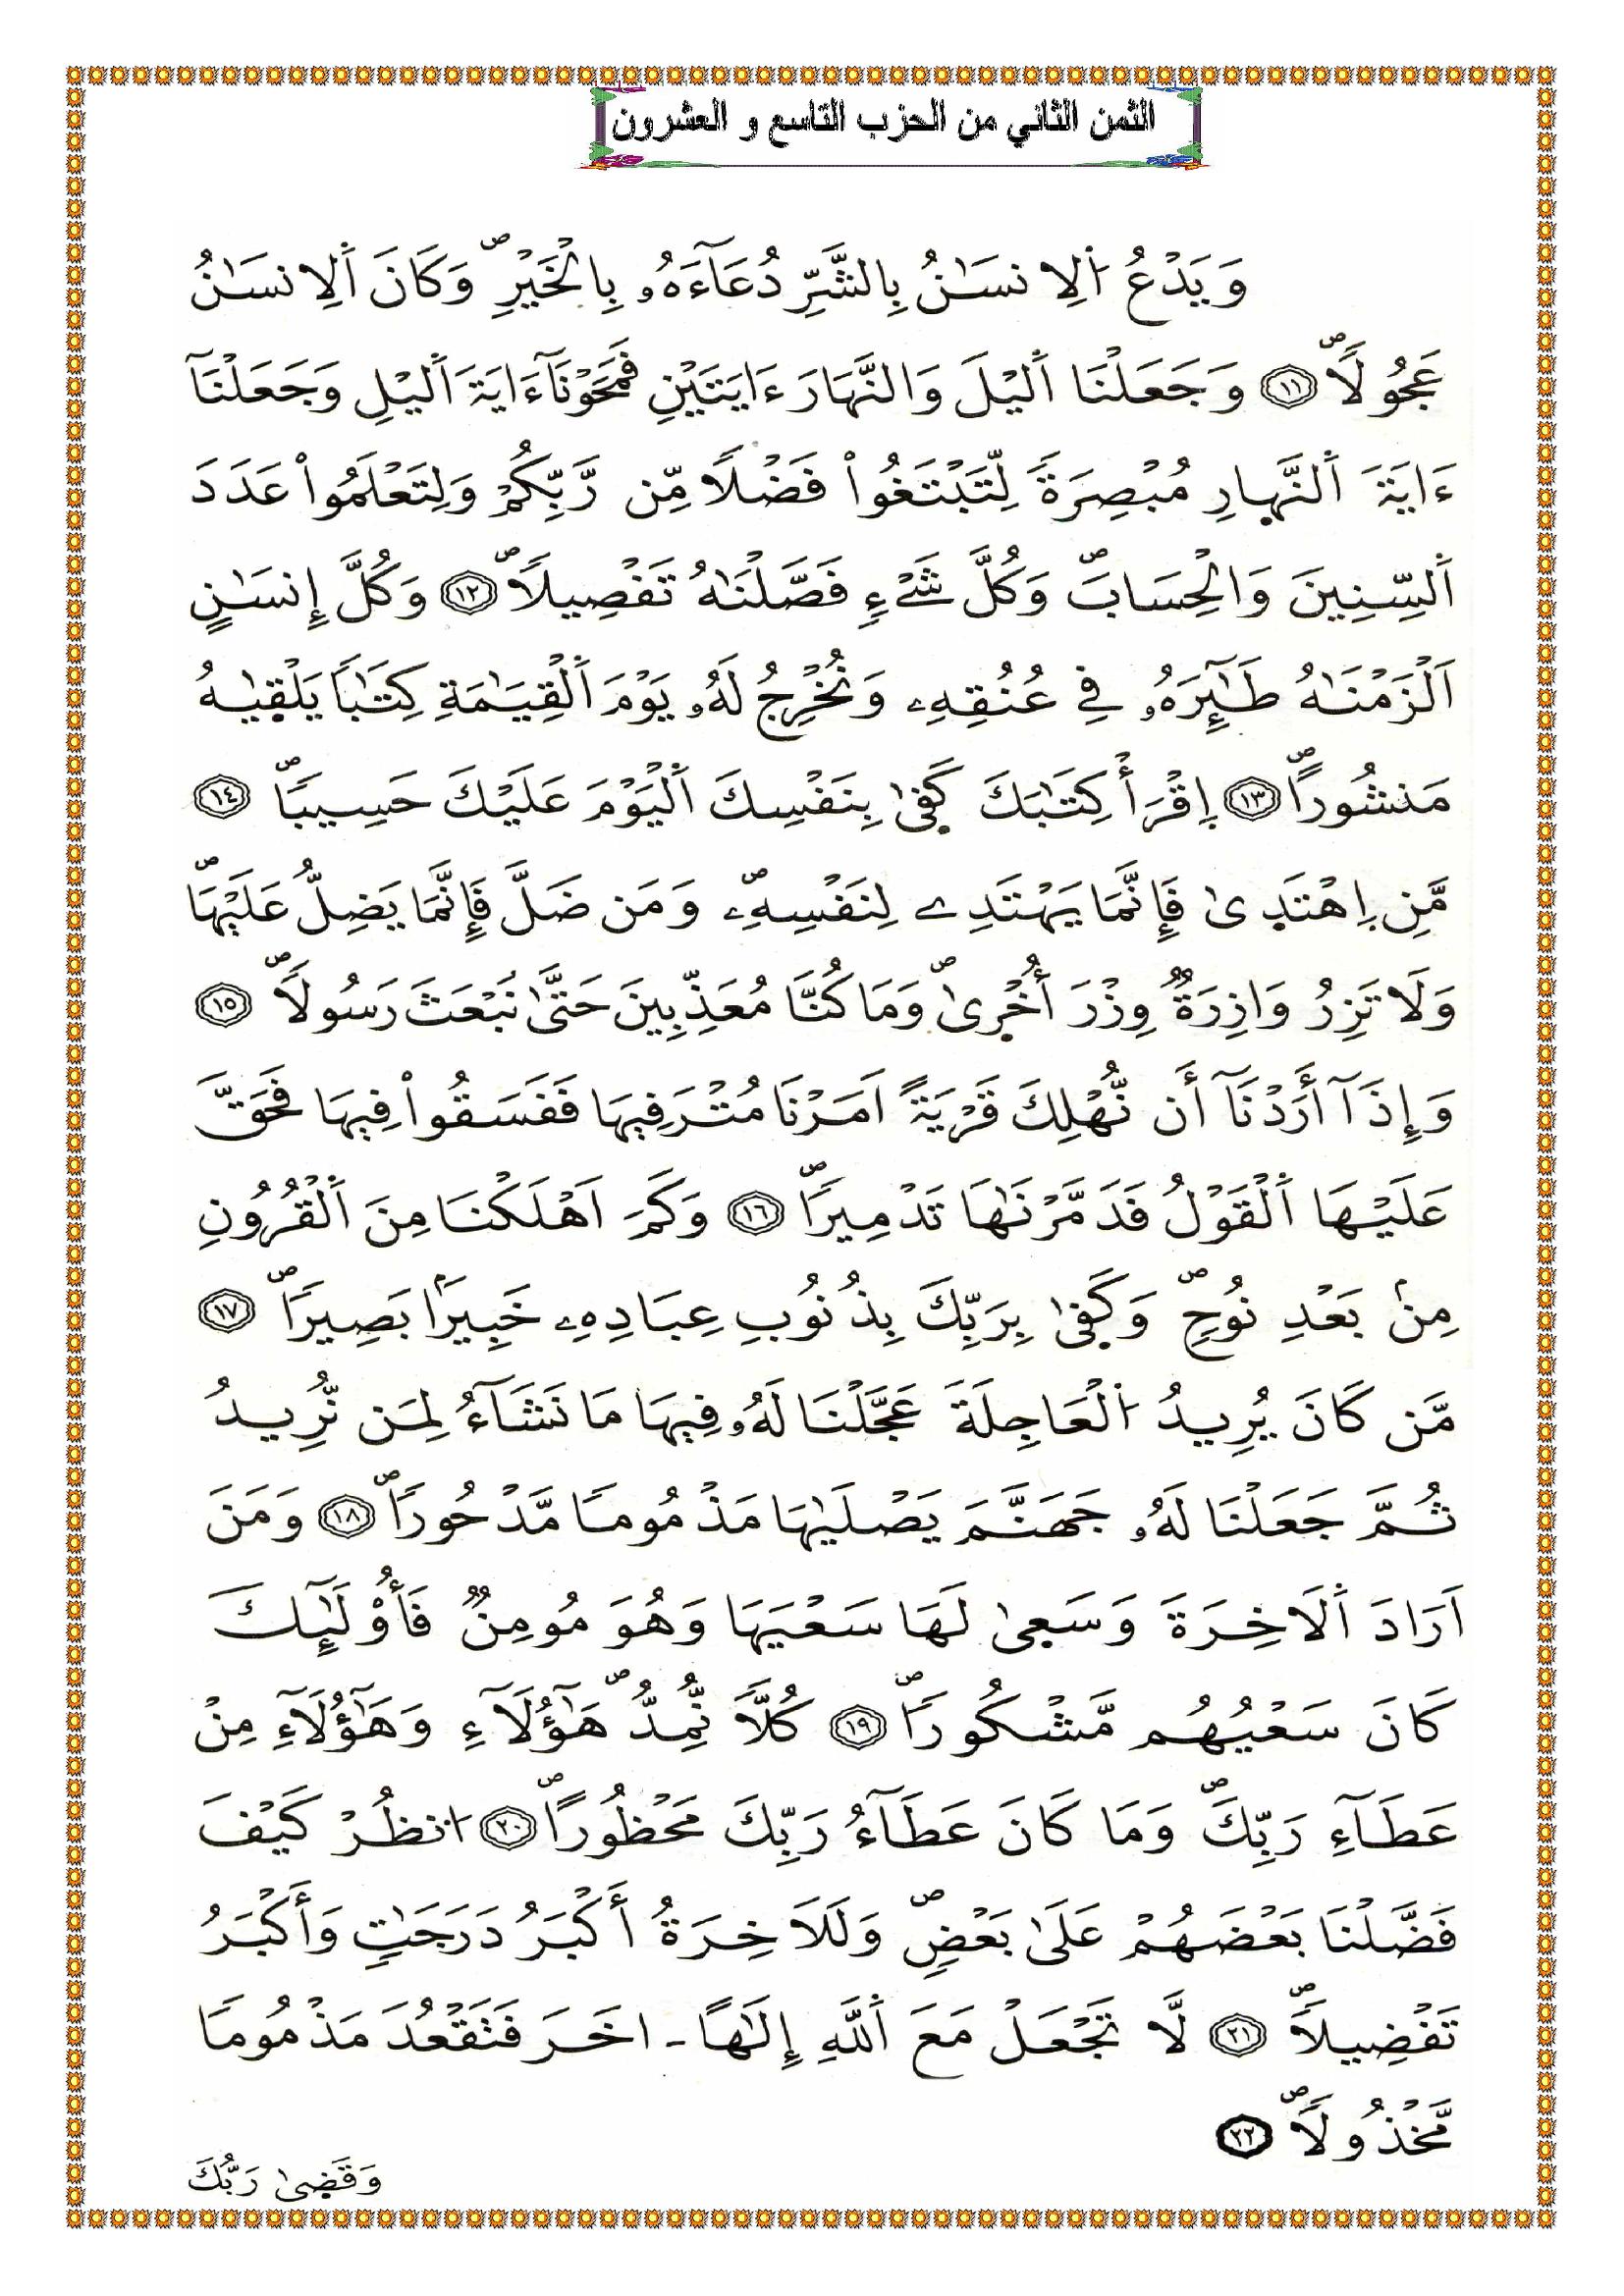 الثمن الثاني من الحزب التاسع و العشرون
وَيَدْعُ اُ۬لِانسَٰنُ بِالشَّرِّ دُعَآءَهُۥ بِالْخَيْرِۖ وَكَانَ اَ۬لِانسَٰنُ
عَجُولاٗۖ ١١ وَجَعَلْنَا اَ۬ليْلَ وَالنَّهَارَ ءَايَتَيْنِ فَمَحَوْنَآ ءَايَةَ اَ۬ليْلِ وَجَعَلْنَآ
ءَايَةَ اَ۬لنَّهارِ مُبْصِرَةٗ لِّتَبْتَغُواْ فَضْلاٗ مِّن رَّبِّكُمْ وَلِتَعْلَمُواْ عَدَدَ
اَ۬لسِّنِينَ وَالْحِسَابَۖ وَكُلَّ شَےْءٖ فَصَّلْنَٰهُ تَفْصِيلاٗۖ ١٢ وَكُلَّ إِنسَٰنٍ
اَلْزَمْنَٰهُ طَٰٓئِرَهُۥ فِے عُنُقِهِۦ وَنُخْرِجُ لَهُۥ يَوْمَ اَ۬لْقِيَٰمَةِ كِتَٰباٗ يَلْقٜيٰهُ
مَنشُوراًۖ ١٣ اِ۪قْرَأْ كِتَٰبَكَ كَفٜيٰ بِنَفْسِكَ اَ۬لْيَوْمَ عَلَيْكَ حَسِيباٗۖ ١٤
مَّنِ اِ۪هْتَدٜيٰ فَإِنَّمَا يَهْتَدِے لِنَفْسِهِۦۖ وَمَن ضَلَّ فَإِنَّمَا يَضِلُّ عَلَيْهَاۖ
وَلَا تَزِرُ وَازِرَةٞ وِزْرَ أُخْرٜيٰۖ وَمَا كُنَّا مُعَذِّبِينَ حَتَّيٰ نَبْعَثَ رَسُولاٗۖ ١٥
وَإِذَآ أَرَدْنَآ أَن نُّهْلِكَ قَرْيَةً اَمَرْنَا مُتْرَفِيهَا فَفَسَقُواْ فِيهَا فَحَقَّ
عَلَيْهَا اَ۬لْقَوْلُ فَدَمَّرْنَٰهَا تَدْمِيراٗۖ ١٦ وَكَمَ اَهْلَكْنَا مِنَ اَ۬لْقُرُونِ
مِنۢ بَعْدِ نُوحٖۖ وَكَفٜيٰ بِرَبِّكَ بِذُنُوبِ عِبَادِهِۦ خَبِيراَۢ بَصِيراٗۖ ١٧
مَّن كَانَ يُرِيدُ اُ۬لْعَاجِلَةَ عَجَّلْنَا لَهُۥ فِيهَا مَا نَشَآءُ لِمَن نُّرِيدُ
ثُمَّ جَعَلْنَا لَهُۥ جَهَنَّمَ يَصْلَيٰهَا مَذْمُوماٗ مَّدْحُوراٗۖ ١٨ وَمَنَ
اَرَادَ اَ۬لَاخِرَةَ وَسَعٜيٰ لَهَا سَعْيَهَا وَهُوَ مُومِنٞ فَأُوْلَٰٓئِكَ
كَانَ سَعْيُهُم مَّشْكُوراٗۖ ١٩ كُلّاٗ نُّمِدُّۖ هَٰٓؤُلَآءِ وَهَٰٓؤُلَآءِ مِنْ
عَطَآءِ رَبِّكَۖ وَمَا كَانَ عَطَآءُ رَبِّكَ مَحْظُوراًۖ ٢٠ اُ۟نظُرْ كَيْفَ
فَضَّلْنَا بَعْضَهُمْ عَلَيٰ بَعْضٖۖ وَلَلَاخِرَةُ أَكْبَرُ دَرَجَٰتٖ وَأَكْبَرُ
تَفْضِيلاٗۖ ٢١ لَّا تَجْعَلْ مَعَ اَ۬للَّهِ إِلَٰهاً ـ اخَرَ فَتَقْعُدَ مَذْمُوماٗ
مَّخْذُولاٗۖ ٢٢
وَقَضٜيٰ رَبُّكَ